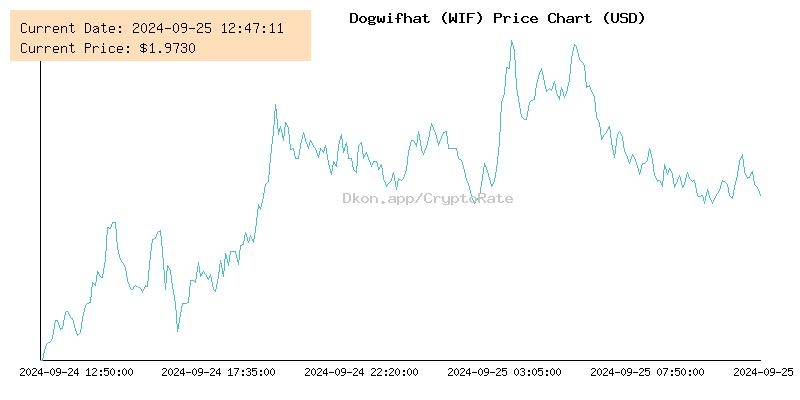 Dogwifhat (WIF) Price Chart (USD)
Current Date: 2024-09-25 12:47:11
Current Price: $1.9730
Dkon.app/CryptoRate
2024-09-24 12:50:00 2024-09-24 17:35:00 2024-09-24 22:20:00 2024-09-25 03:05:00 2024-09-25 07:50:00 2024-09-25